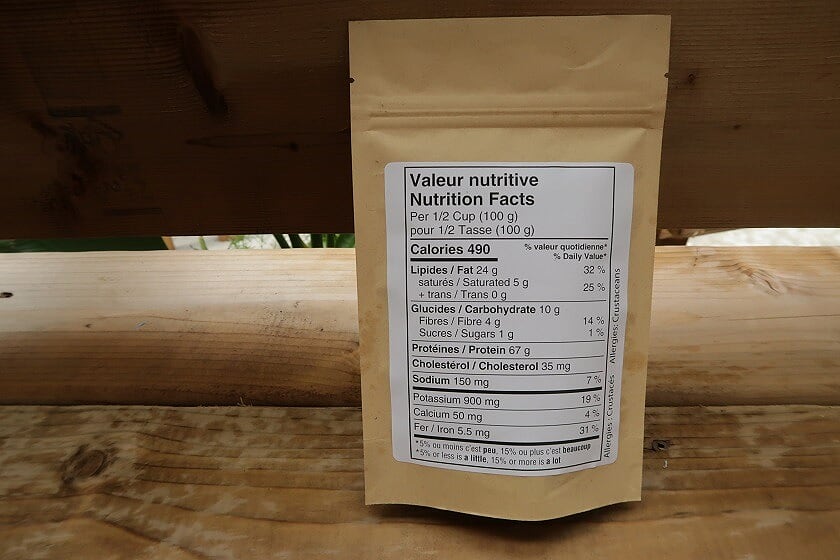 Valeur nutritive
Nutrition Facts
Per 1/2 Cup (100 g)
pour 1/2 Tasse (100 g)
Calories 490
% valeur quotidienne*
% Daily Value*
Lipides / Fat 24 g 32 %
saturés / Saturated 5 g
+ trans / Trans 0 g
25 %
Glucides / Carbohydrate 10 g
Fibres / Fibre 4 g 14 %
Sucres / Sugars 1 g 1 %
Protéines / Protein 67 g
Cholestérol / Cholesterol 35 mg
Sodium 150 mg 7 %
Potassium 900 mg 19 %
Calcium 50 mg 4 %
Fer / Iron 5.5 mg 31 %
*5% ou moins c'est peu, 15% ou plus c'est beaucoup
*5% or less is a little, 15% or more is a lot
Allergies : Crustacés Allergies: Crustaceans